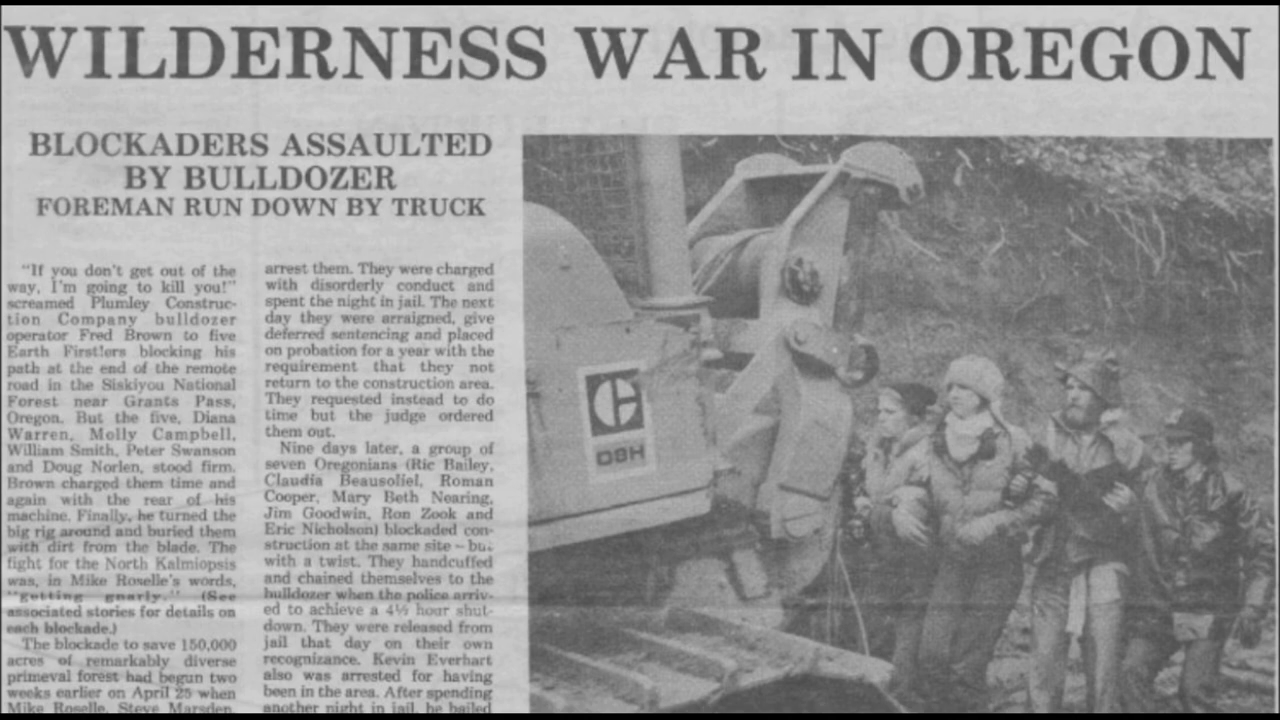 WILDERNESS WAR IN OREGON
BLOCKADERS ASSAULTED
BY BULLDOZER
FOREMAN RUN DOWN BY TRUCK
"If you don't get out of the
way, I'm going to kill you!"
screamed Plumley Construc-
tion Company bulldozer
operator Fred Brown to five
Earth First!ers blocking his
path at the end of the remote
road in the Siskiyou National
Forest near Grants Pass,
Oregon. But the five, Diana
Warren, Molly Campbell,
William Smith, Peter Swanson
and Doug Norlen, stood firm.
Brown charged them time and
again with the rear of his
machine. Finally, he turned the
big rig around and buried them
with dirt from the blade. The
fight for the North Kalmiopsis
was, in Mike Roselle's words,
"getting gnarly." (See
associated stories for details on
each blockade.)
The blockade to save 150,000
acres of remarkably diverse
primeval forest had begun two
weeks earlier on April 25 when
Mike Roselle, Steve Marsden,
arrest them. They were charged
with disorderly conduct and
spent the night in jail. The next
day they were arraigned, give
deferred sentencing and placed
on probation for a year with the
requirement that they not
return to the construction area.
They requested instead to do
time but the judge ordered
them out.
Nine days later, a group of
seven Oregonians (Ric Bailey,
Claudia Beausoliel, Roman
Cooper, Mary Beth Nearing,
Jim Goodwin, Ron Zook and
Eric Nicholson) blockaded con-
struction at the same site – but
with a twist. They handcuffed
and chained themselves to the
bulldozer when the police arriv-
ed to achieve a 4½ hour shut-
down. They were released from
jail that day on their own
recognizance. Kevin Everhart
also was arrested for having
been in the area. After spending
another night in jail, he bailed
D8H